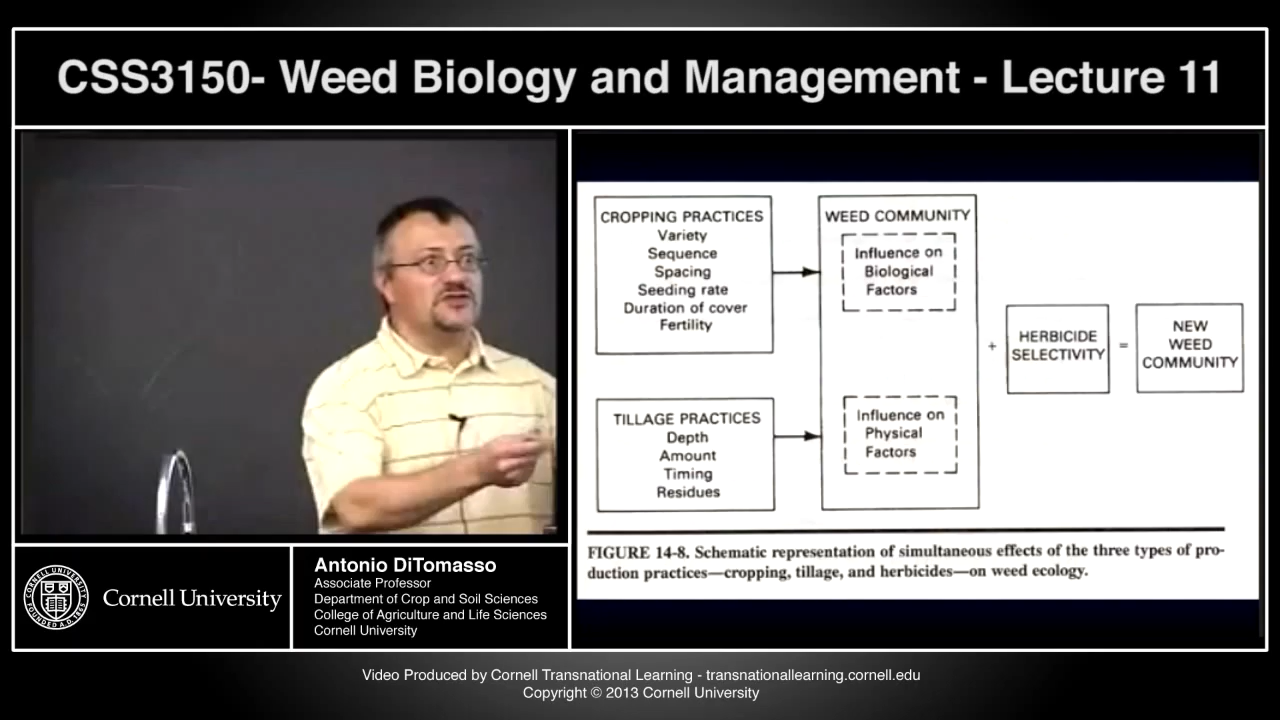 CSS3150- Weed Biology and Management - Lecture 11
CROPPING PRACTICES
Variety
Sequence
Spacing
Seeding rate
Duration of cover
Fertility
TILLAGE PRACTICES
Depth
Amount
Timing
Residues
WEED COMMUNITY
Influence on
Biological
Factors
Influence on
Physical
Factors
+
HERBICIDE
SELECTIVITY
=
NEW
WEED
COMMUNITY
FIGURE 14-8. Schematic representation of simultaneous effects of the three types of pro-
duction practices—cropping, tillage, and herbicides—on weed ecology.
Cornell University
Antonio DiTomasso
Associate Professor
Department of Crop and Soil Sciences
College of Agriculture and Life Sciences
Cornell University
Video Produced by Cornell Transnational Learning - transnationallearning.cornell.edu
Copyright © 2013 Cornell University